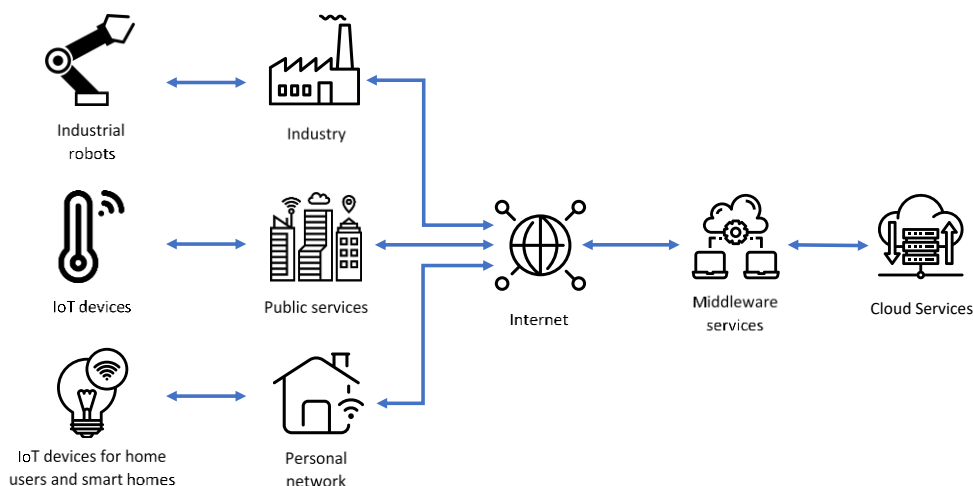 Industrial
robots
Industry
IoT devices
Public services
Internet
Middleware
services
Cloud Services
IoT devices for home
users and smart homes
Personal
network